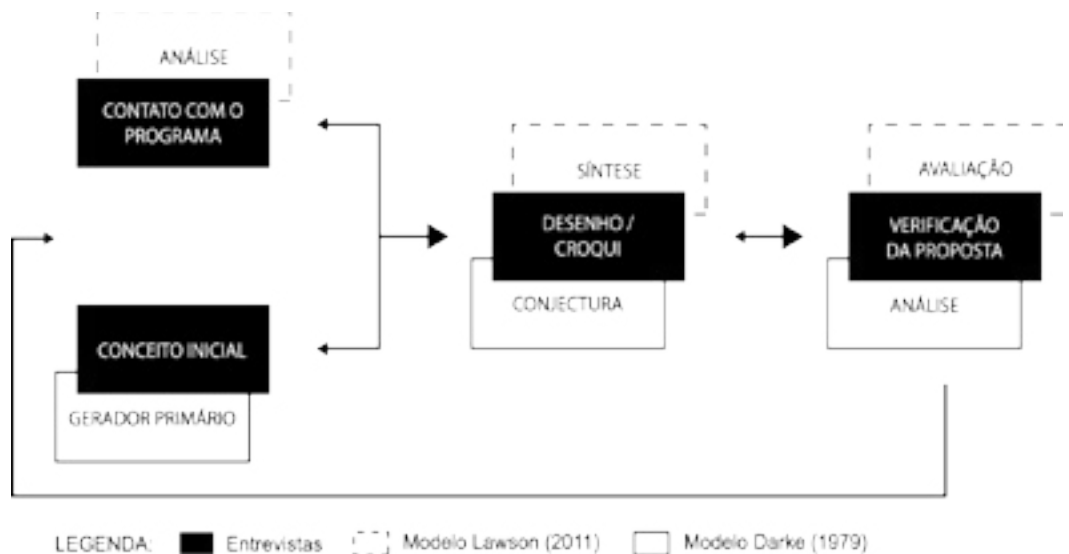 ANÁLISE
CONTATO COM O
PROGRAMA
SÍNTESE
DESENHO /
CROQUI
CONJECTURA
AVALIAÇÃO
VERIFICAÇÃO
DA PROPOSTA
ANÁLISE
CONCEITO INICIAL
GERADOR PRIMÁRIO
LEGENDA: Entrevistas Modelo Lawson (2011) Modelo Darke (1979)